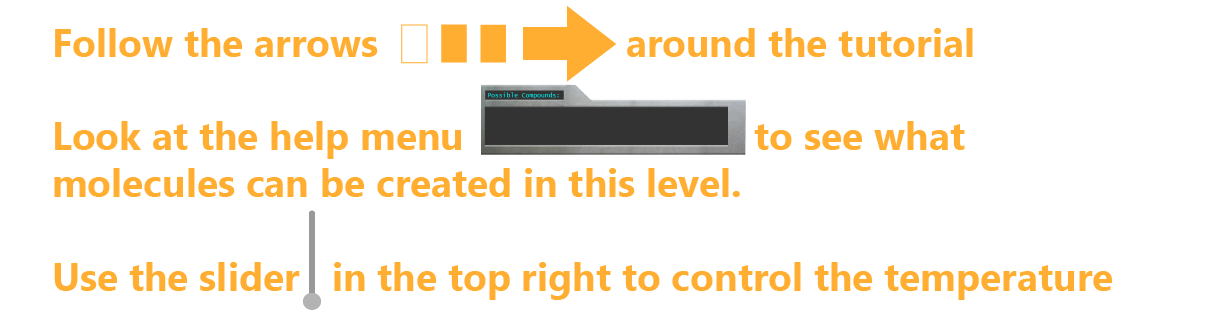 Follow the arrows around the tutorial
Possible Compounds:
Look at the help menu to see what
molecules can be created in this level.
Use the slider in the top right to control the temperature